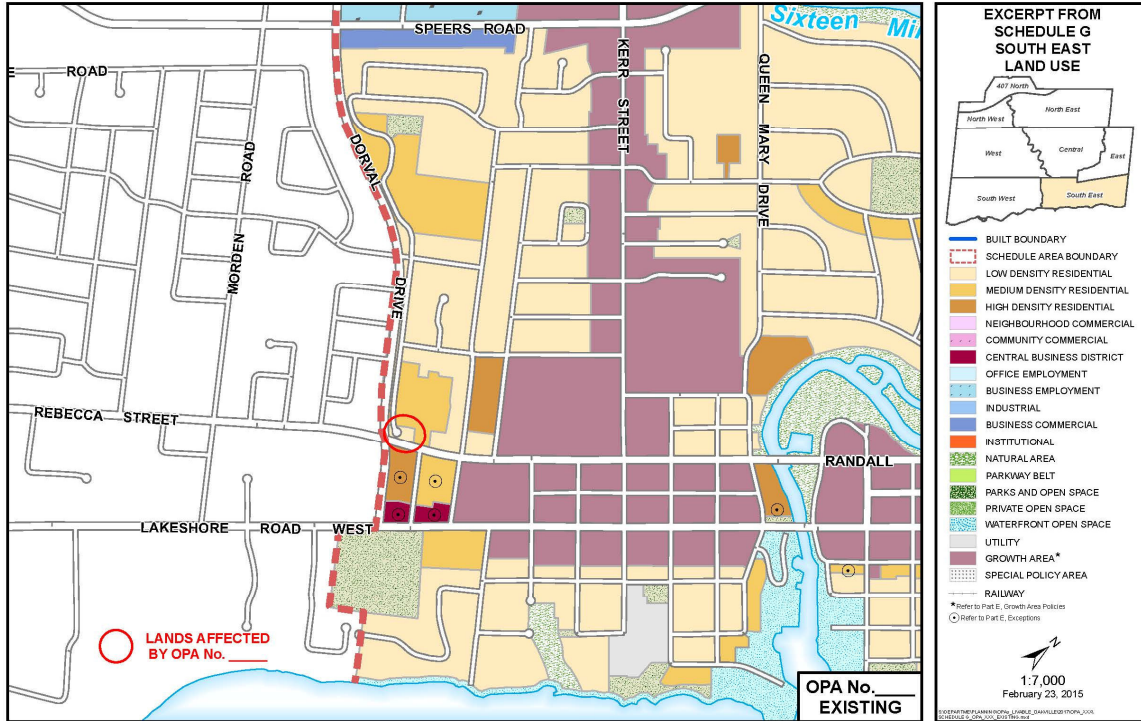 SPEERS ROAD
Sixteen Mil
ROAD
KERR STREET
QUEEN MARY DRIVE
DORVAL DRIVE
MORDEN ROAD
REBECCA STREET
RANDALL
LAKESHORE ROAD WEST
LANDS AFFECTED
BY OPA No. _____
OPA No.____
EXISTING
EXCERPT FROM
SCHEDULE G
SOUTH EAST
LAND USE
407 North
North West
North East
West
Central
East
South West
South East
BUILT BOUNDARY
SCHEDULE AREA BOUNDARY
LOW DENSITY RESIDENTIAL
MEDIUM DENSITY RESIDENTIAL
HIGH DENSITY RESIDENTIAL
NEIGHBOURHOOD COMMERCIAL
COMMUNITY COMMERCIAL
CENTRAL BUSINESS DISTRICT
OFFICE EMPLOYMENT
BUSINESS EMPLOYMENT
INDUSTRIAL
BUSINESS COMMERCIAL
INSTITUTIONAL
NATURAL AREA
PARKWAY BELT
PARKS AND OPEN SPACE
PRIVATE OPEN SPACE
WATERFRONT OPEN SPACE
UTILITY
GROWTH AREA*
SPECIAL POLICY AREA
RAILWAY
*Refer to Part E, Growth Area Policies
Refer to Part E, Exceptions
N
1:7,000
February 23, 2015